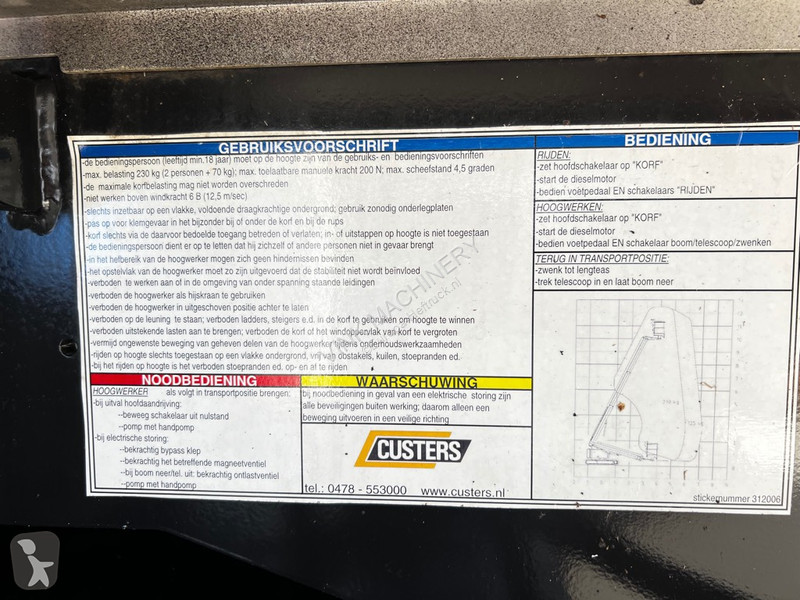 GEBRUIKSVOORSCHRIFT
-de bedieningspersoon (leeftijd min.18 jaar) moet op de hoogte zijn van de gebruiks- en bedieningsvoorschriften
-max. belasting 230 kg (2 personen + 70 kg); max. toelaatbare manuele kracht 200 N; max. scheefstand 4,5 graden
-de maximale korfbelasting mag niet worden overschreden
-niet werken boven windkracht 6 B (12,5 m/sec)
-slechts inzetbaar op een vlakke, voldoende draagkrachtige ondergrond; gebruik zonodig onderlegplaten
-pas op voor klemgevaar in het bijzonder bij of onder de korf en bij de rups
-korf slechts via de daarvoor bedoelde toegang betreden of verlaten; in- of uitstappen op hoogte is niet toegestaan
-de bedieningspersoon dient er op te letten dat hij zichzelf of andere personen niet in gevaar brengt
-in het hefbereik van de hoogwerker mogen zich geen hindernissen bevinden
-het opstelvlak van de hoogwerker moet zo zijn uitgevoerd dat de stabiliteit niet wordt beïnvloed
-verboden te werken aan of in de omgeving van onder spanning staande leidingen
-verboden de hoogwerker als hijskraan te gebruiken
-verboden de hoogwerker in uitgeschoven positie achter te laten
-verboden op de leuning te staan; verboden ladders, steigers e.d. in de korf te gebruiken om hoogte te winnen
-verboden uitstekende lasten aan te brengen; verboden de korf of het windoppervlak van de korf te vergroten
-vermijd ongewenste beweging van geheven delen van de hoogwerker via onderhoudswerkzaamheden
-rijden op hoogte slechts toegestaan op een vlakke ondergrond, vrij van obstakels, kuilen, stoepranden ed.
-bij het rijden op hoogte is het verboden stoepranden ed. op- en af te rijden
NOODBEDIENING
HOOGWERKER als volgt in transportpositie brengen:
-bij uitval hoofdaandrijving:
--beweeg schakelaar uit nulstand
--pomp met handpomp
-bij electrische storing:
--bekrachtig bypass klep
--bekrachtig het betreffende magneetventiel
--bij boom neer/tel. uit: bekrachtig ontlastventiel
--pomp met handpomp
WAARSCHUWING
bij noodbediening in geval van een elektrische storing zijn
alle beveiligingen buiten werking; daarom alleen een
beweging uitvoeren in een veilige richting
CUSTERS
tel.: 0478 - 553000 www.custers.nl
BEDIENING
RIJDEN:
-zet hoofdschakelaar op "KORF"
-start de dieselmotor
-bedien voetpedaal EN schakelaars "RIJDEN"
HOOGWERKEN:
-zet hoofdschakelaar op "KORF"
-start de dieselmotor
-bedien voetpedaal EN schakelaar boom/telescoop/zwenken
TERUG IN TRANSPORTPOSITIE:
-zwenk tot lengteas
-trek telescoop in en laat boom neer
stickernummer 312006